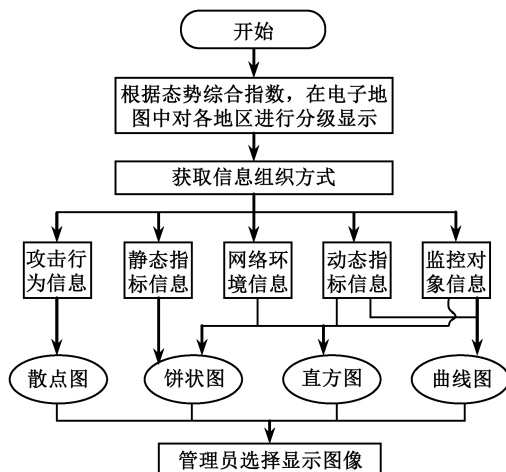 开始
根据态势综合指数，在电子地
图中对各地区进行分级显示
获取信息组织方式
攻击行
为信息
静态指
标信息
网络环
境信息
动态指
标信息
监控对
象信息
散点图
饼状图
直方图
曲线图
管理员选择显示图像